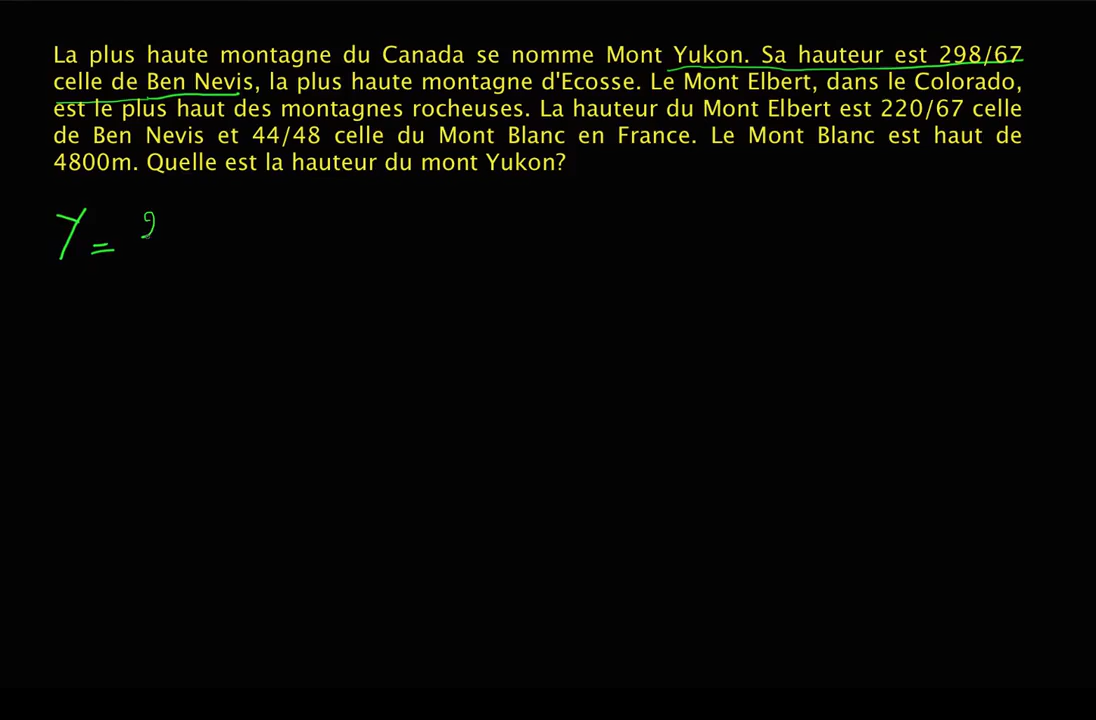 La plus haute montagne du Canada se nomme Mont Yukon. Sa hauteur est 298/67
celle de Ben Nevis, la plus haute montagne d'Ecosse. Le Mont Elbert, dans le Colorado,
est le plus haut des montagnes rocheuses. La hauteur du Mont Elbert est 220/67 celle
de Ben Nevis et 44/48 celle du Mont Blanc en France. Le Mont Blanc est haut de
4800m. Quelle est la hauteur du mont Yukon?
Y =